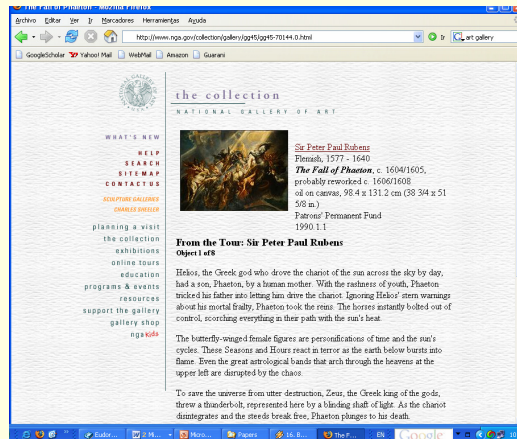 The Fall of Phaeton - Mozilla Firefox
Archivo Editar Ver Ir Marcadores Herramientas Ayuda
http://www.nga.gov/collection/gallery/gg45/gg45-70144.0.html Ir art gallery
GoogleScholar Yahoo! Mail WebMail Amazon Guarani
the collection
NATIONAL GALLERY OF ART
WHAT'S NEW
HELP
SEARCH
SITE MAP
CONTACT US
SCULPTURE GALLERIES
CHARLES SHEELER
planning a visit
the collection
exhibitions
online tours
education
programs & events
resources
support the gallery
gallery shop
nga kids
Sir Peter Paul Rubens
Flemish, 1577 - 1640
The Fall of Phaeton, c. 1604/1605,
probably reworked c. 1606/1608
oil on canvas, 98.4 x 131.2 cm (38 3/4 x 51
5/8 in.)
Patrons' Permanent Fund
1990.1.1
From the Tour: Sir Peter Paul Rubens
Object 1 of 8
Helios, the Greek god who drove the chariot of the sun across the sky by day,
had a son, Phaeton, by a human mother. With the rashness of youth, Phaeton
tricked his father into letting him drive the chariot. Ignoring Helios' stern warnings
about his mortal frailty, Phaeton took the reins. The horses instantly bolted out of
control, scorching everything in their path with the sun's heat.
The butterfly-winged female figures are personifications of time and the sun's
cycles. These Seasons and Hours react in terror as the earth below bursts into
flame. Even the great astrological bands that arch through the heavens at the
upper left are disrupted by the chaos.
To save the universe from utter destruction, Zeus, the Greek king of the gods,
threw a thunderbolt, represented here by a blinding shaft of light. As the chariot
disintegrates and the steeds break free, Phaeton plunges to his death.
Eudor... 2 Mi... Micro... Papers 16. B... The F... EN Google 10